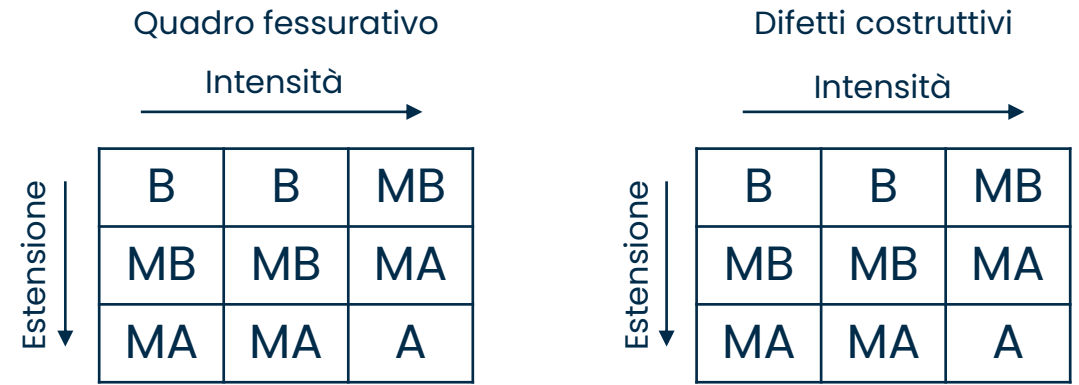 Quadro fessurativo
Intensità
Estensione
B B MB
MB MB MA
MA MA A
Difetti costruttivi
Intensità
Estensione
B B MB
MB MB MA
MA MA A